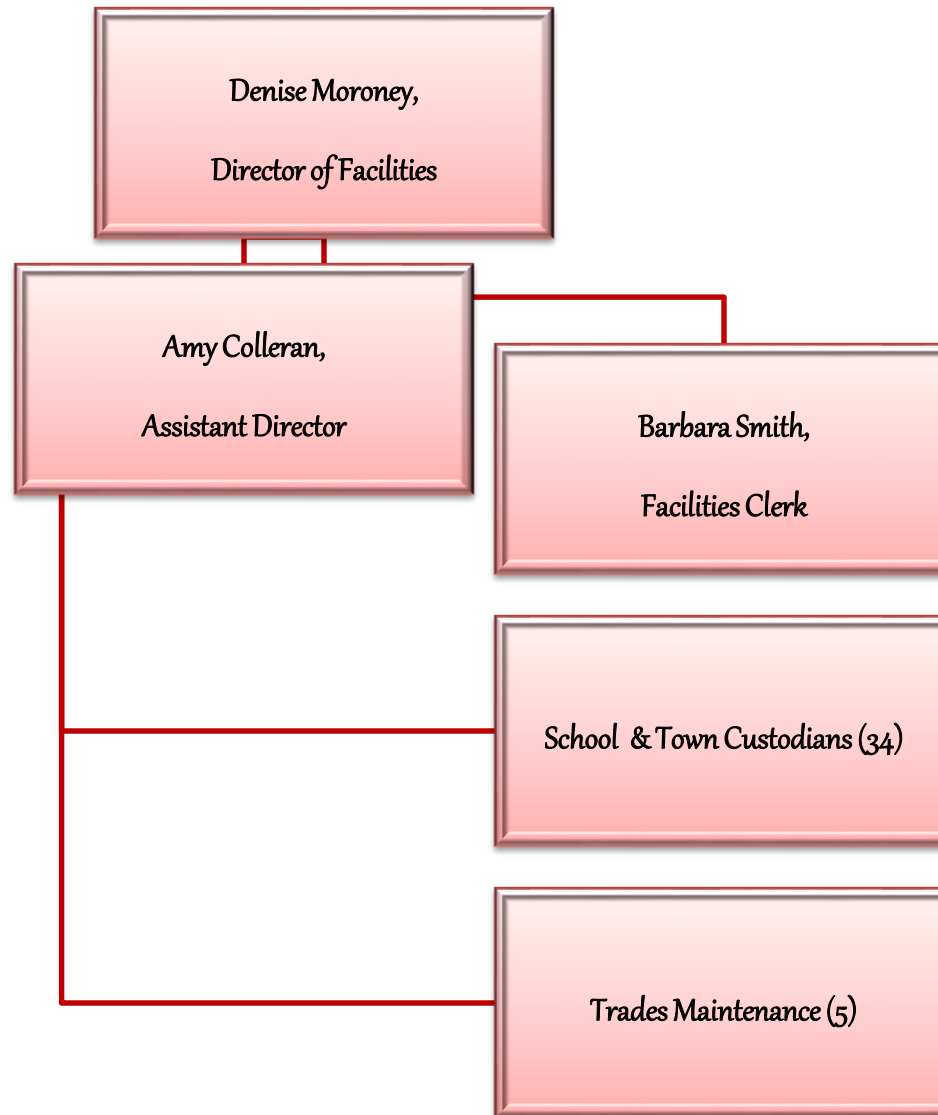 Denise Moroney,
Director of Facilities
Amy Colleran,
Assistant Director
Barbara Smith,
Facilities Clerk
School & Town Custodians (34)
Trades Maintenance (5)